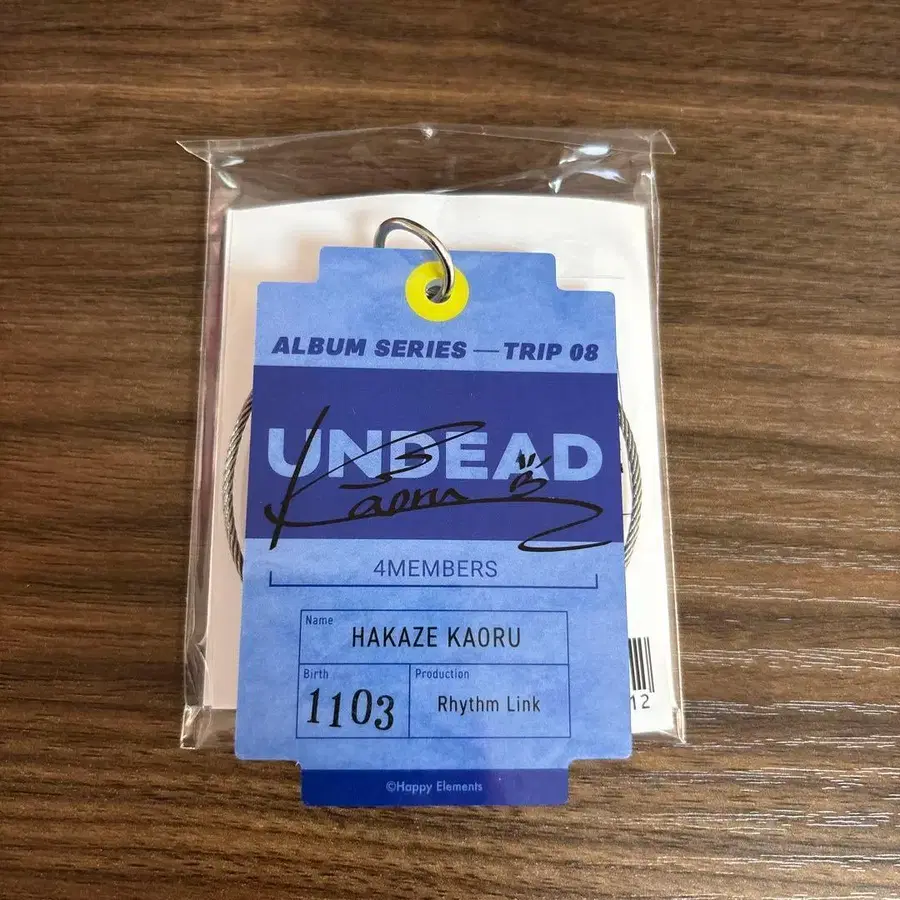 ALBUM SERIES — TRIP 08
UNDEAD
Kaoru
4MEMBERS
Name
HAKAZE KAORU
Birth
1103
Production
Rhythm Link
©Happy Elements
12